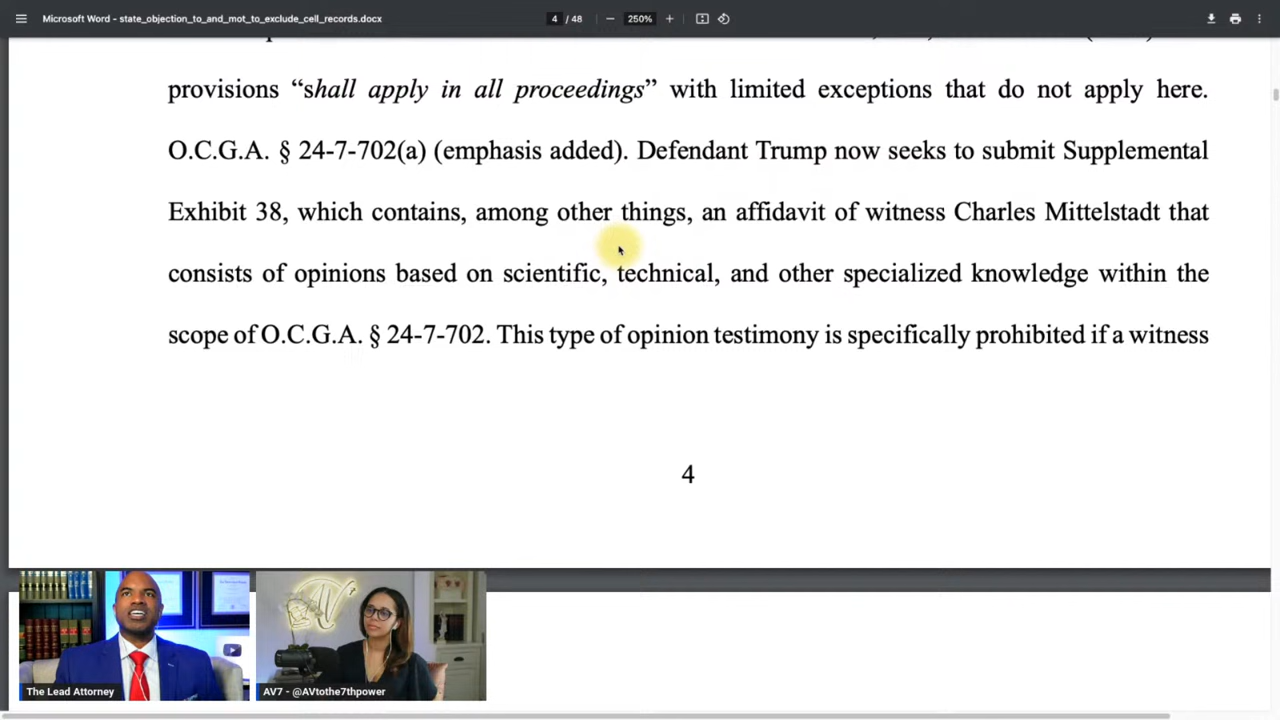 Microsoft Word - state_objection_to_and_mot_to_exclude_cell_records.docx
4 / 48
250%
provisions “shall apply in all proceedings” with limited exceptions that do not apply here.
O.C.G.A. § 24-7-702(a) (emphasis added). Defendant Trump now seeks to submit Supplemental
Exhibit 38, which contains, among other things, an affidavit of witness Charles Mittelstadt that
consists of opinions based on scientific, technical, and other specialized knowledge within the
scope of O.C.G.A. § 24-7-702. This type of opinion testimony is specifically prohibited if a witness
4
The Lead Attorney
AV7 - @AVtothe7thpower